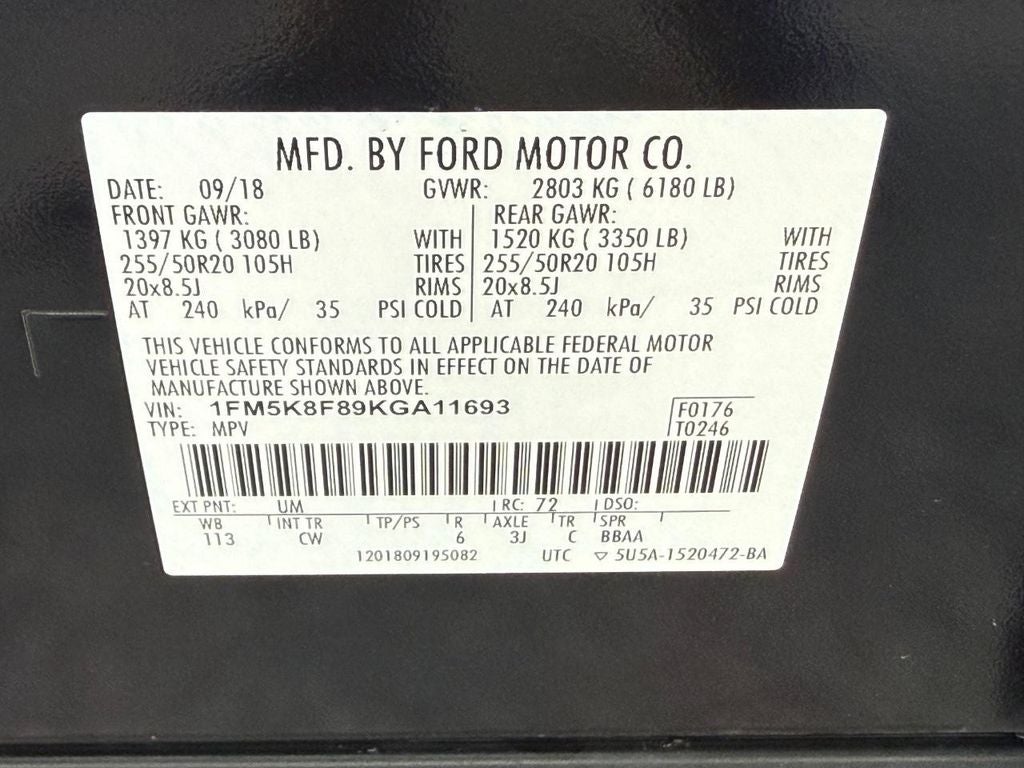 MFD. BY FORD MOTOR CO.
DATE: 09/18 GVWR: 2803 KG ( 6180 LB)
FRONT GAWR: REAR GAWR:
1397 KG ( 3080 LB) WITH 1520 KG ( 3350 LB) WITH
255/50R20 105H TIRES 255/50R20 105H TIRES
20x8.5J RIMS 20x8.5J RIMS
AT 240 kPa/ 35 PSI COLD AT 240 kPa/ 35 PSI COLD
THIS VEHICLE CONFORMS TO ALL APPLICABLE FEDERAL MOTOR
VEHICLE SAFETY STANDARDS IN EFFECT ON THE DATE OF
MANUFACTURE SHOWN ABOVE.
VIN: 1FM5K8F89KGA11693 F0176
TYPE: MPV T0246
EXT PNT: UM RC: 72 DSO:
WB INT TR TP/PS R AXLE TR SPR
113 CW 6 3J C BBAA
1201809195082 UTC ▽ 5U5A-1520472-BA